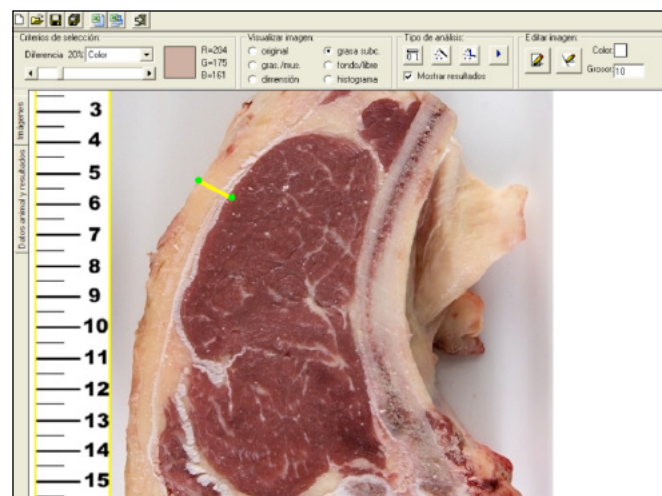 Criterios de selección:
Diferencia 20% Color
R=204
G=175
B=161
Visualizar imagen:
original
gras./mus.
dimensión
grasa subc.
fondo/libre
histograma
Tipo de análisis:
Mostrar resultados
Editar imagen:
Color:
Grosor: 10
Imágenes
Datos animal y resultados
3
4
5
6
7
8
9
10
11
12
13
14
15